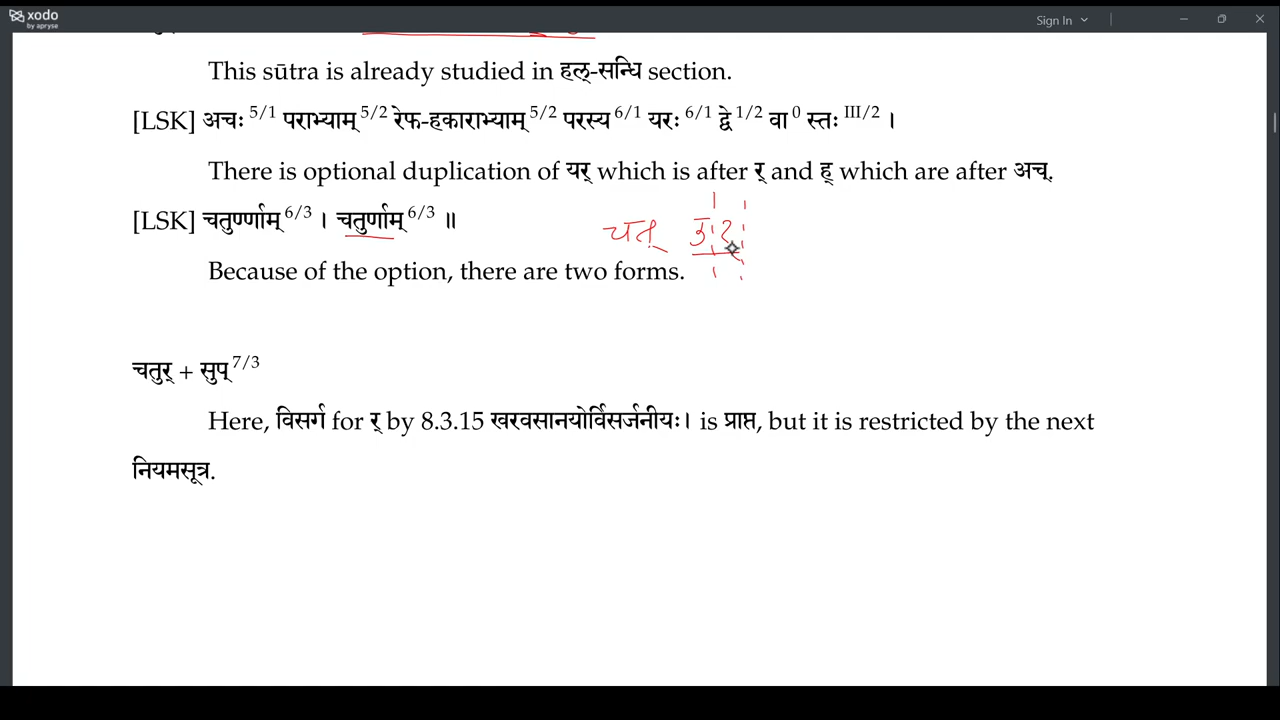 xodo
by apryse
Sign In
This sūtra is already studied in हल्-सन्धि section.
[LSK] अचः 5/1 पराभ्याम् 5/2 रेफ-हकाराभ्याम् 5/2 परस्य 6/1 यरः 6/1 द्वे 1/2 वा 0 स्तः III/2 ।
There is optional duplication of यर् which is after र् and ह् which are after अच्.
[LSK] चतुर्ण्णाम् 6/3 । चतुर्णाम् 6/3 ॥
चत् उर
Because of the option, there are two forms.
चतुर् + सुप् 7/3
Here, विसर्ग for र् by 8.3.15 खरवसानयोर्विसर्जनीयः। is प्राप्त, but it is restricted by the next
नियमसूत्र.